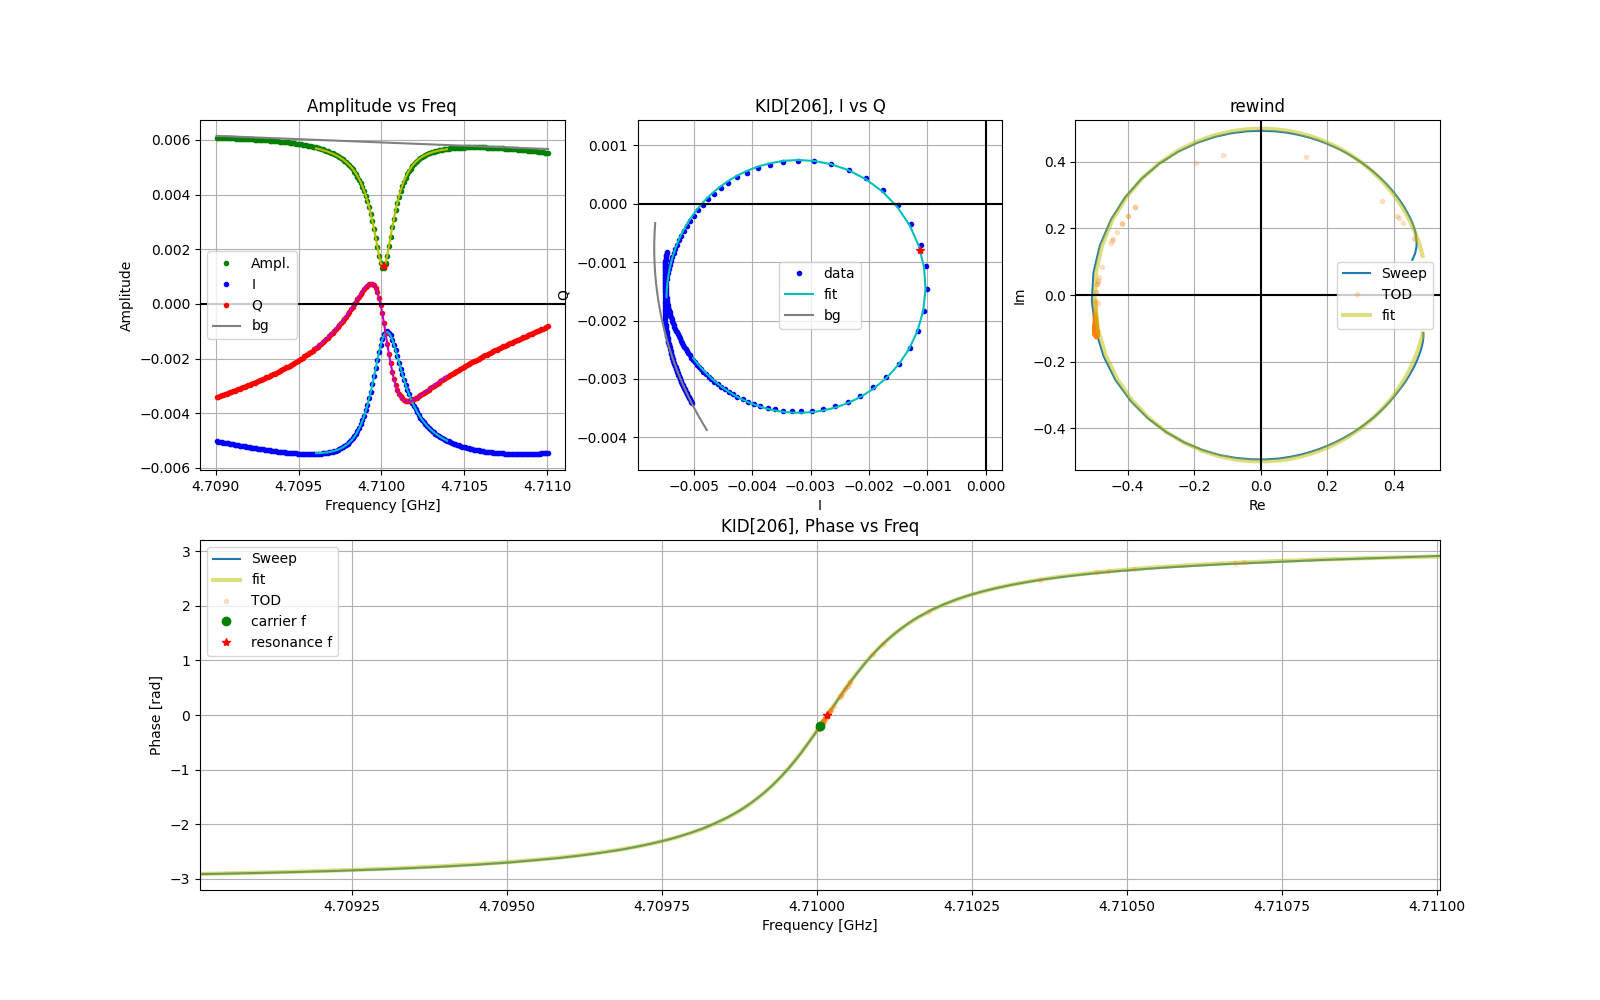 Amplitude vs Freq
Amplitude
0.006
0.004
0.002
0.000
−0.002
−0.004
−0.006
Ampl.
I
Q
bg
4.7090
4.7095
4.7100
4.7105
4.7110
Frequency [GHz]
KID[206], I vs Q
Q
0.001
0.000
−0.001
−0.002
−0.003
−0.004
data
fit
bg
−0.005
−0.004
−0.003
−0.002
−0.001
0.000
I
rewind
Im
0.4
0.2
0.0
−0.2
−0.4
Sweep
TOD
fit
−0.4
−0.2
0.0
0.2
0.4
Re
KID[206], Phase vs Freq
Phase [rad]
3
2
1
0
−1
−2
−3
Sweep
fit
TOD
carrier f
resonance f
4.70925
4.70950
4.70975
4.71000
4.71025
4.71050
4.71075
4.71100
Frequency [GHz]